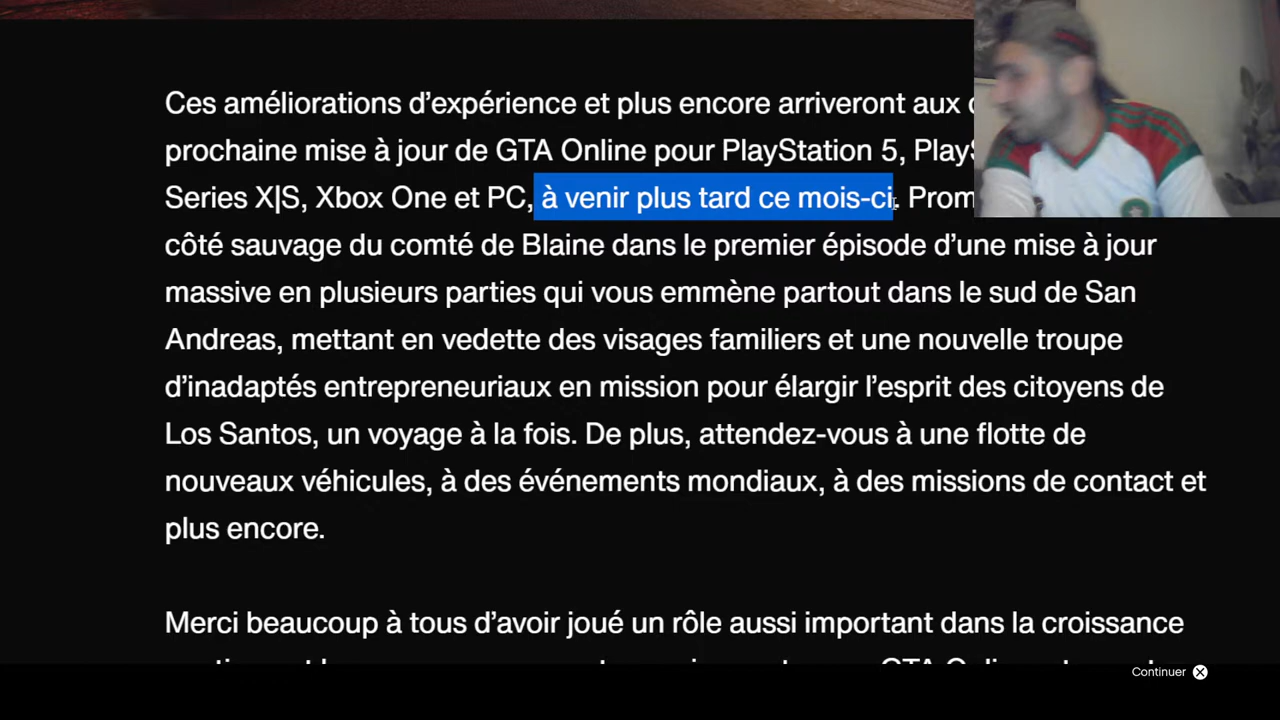 Ces améliorations d’expérience et plus encore arriveront aux
prochaine mise à jour de GTA Online pour PlayStation 5,
Series X|S, Xbox One et PC, à venir plus tard ce mois-ci.
côté sauvage du comté de Blaine dans le premier épisode d’une mise à jour
massive en plusieurs parties qui vous emmène partout dans le sud de San
Andreas, mettant en vedette des visages familiers et une nouvelle troupe
d’inadaptés entrepreneuriaux en mission pour élargir l’esprit des citoyens de
Los Santos, un voyage à la fois. De plus, attendez-vous à une flotte de
nouveaux véhicules, à des événements mondiaux, à des missions de contact et
plus encore.
Merci beaucoup à tous d’avoir joué un rôle aussi important dans la croissance
Continuer